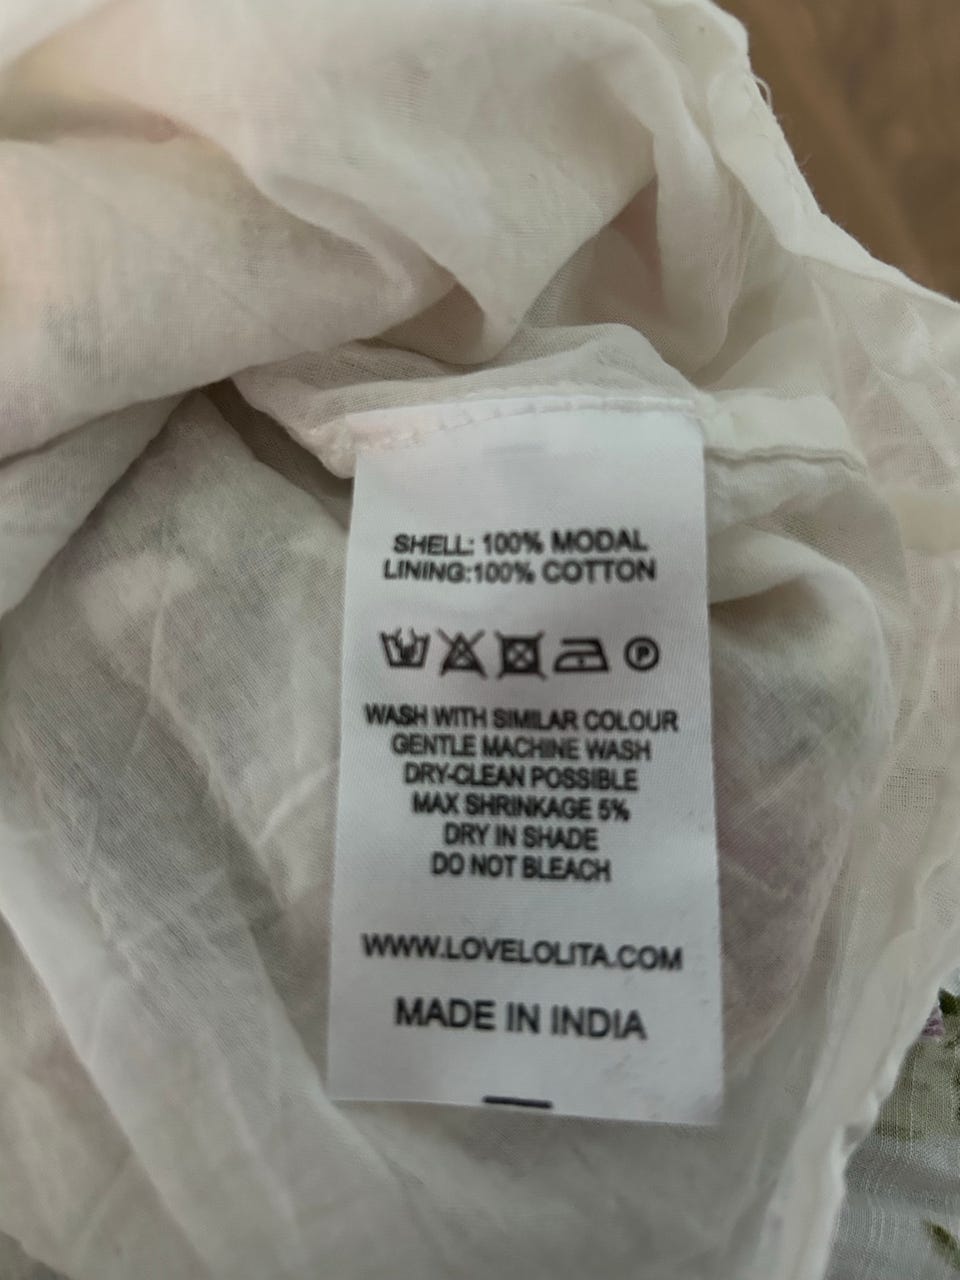 SHELL: 100% MODAL
LINING:100% COTTON
P
WASH WITH SIMILAR COLOUR
GENTLE MACHINE WASH
DRY-CLEAN POSSIBLE
MAX SHRINKAGE 5%
DRY IN SHADE
DO NOT BLEACH
WWW.LOVELOLITA.COM
MADE IN INDIA